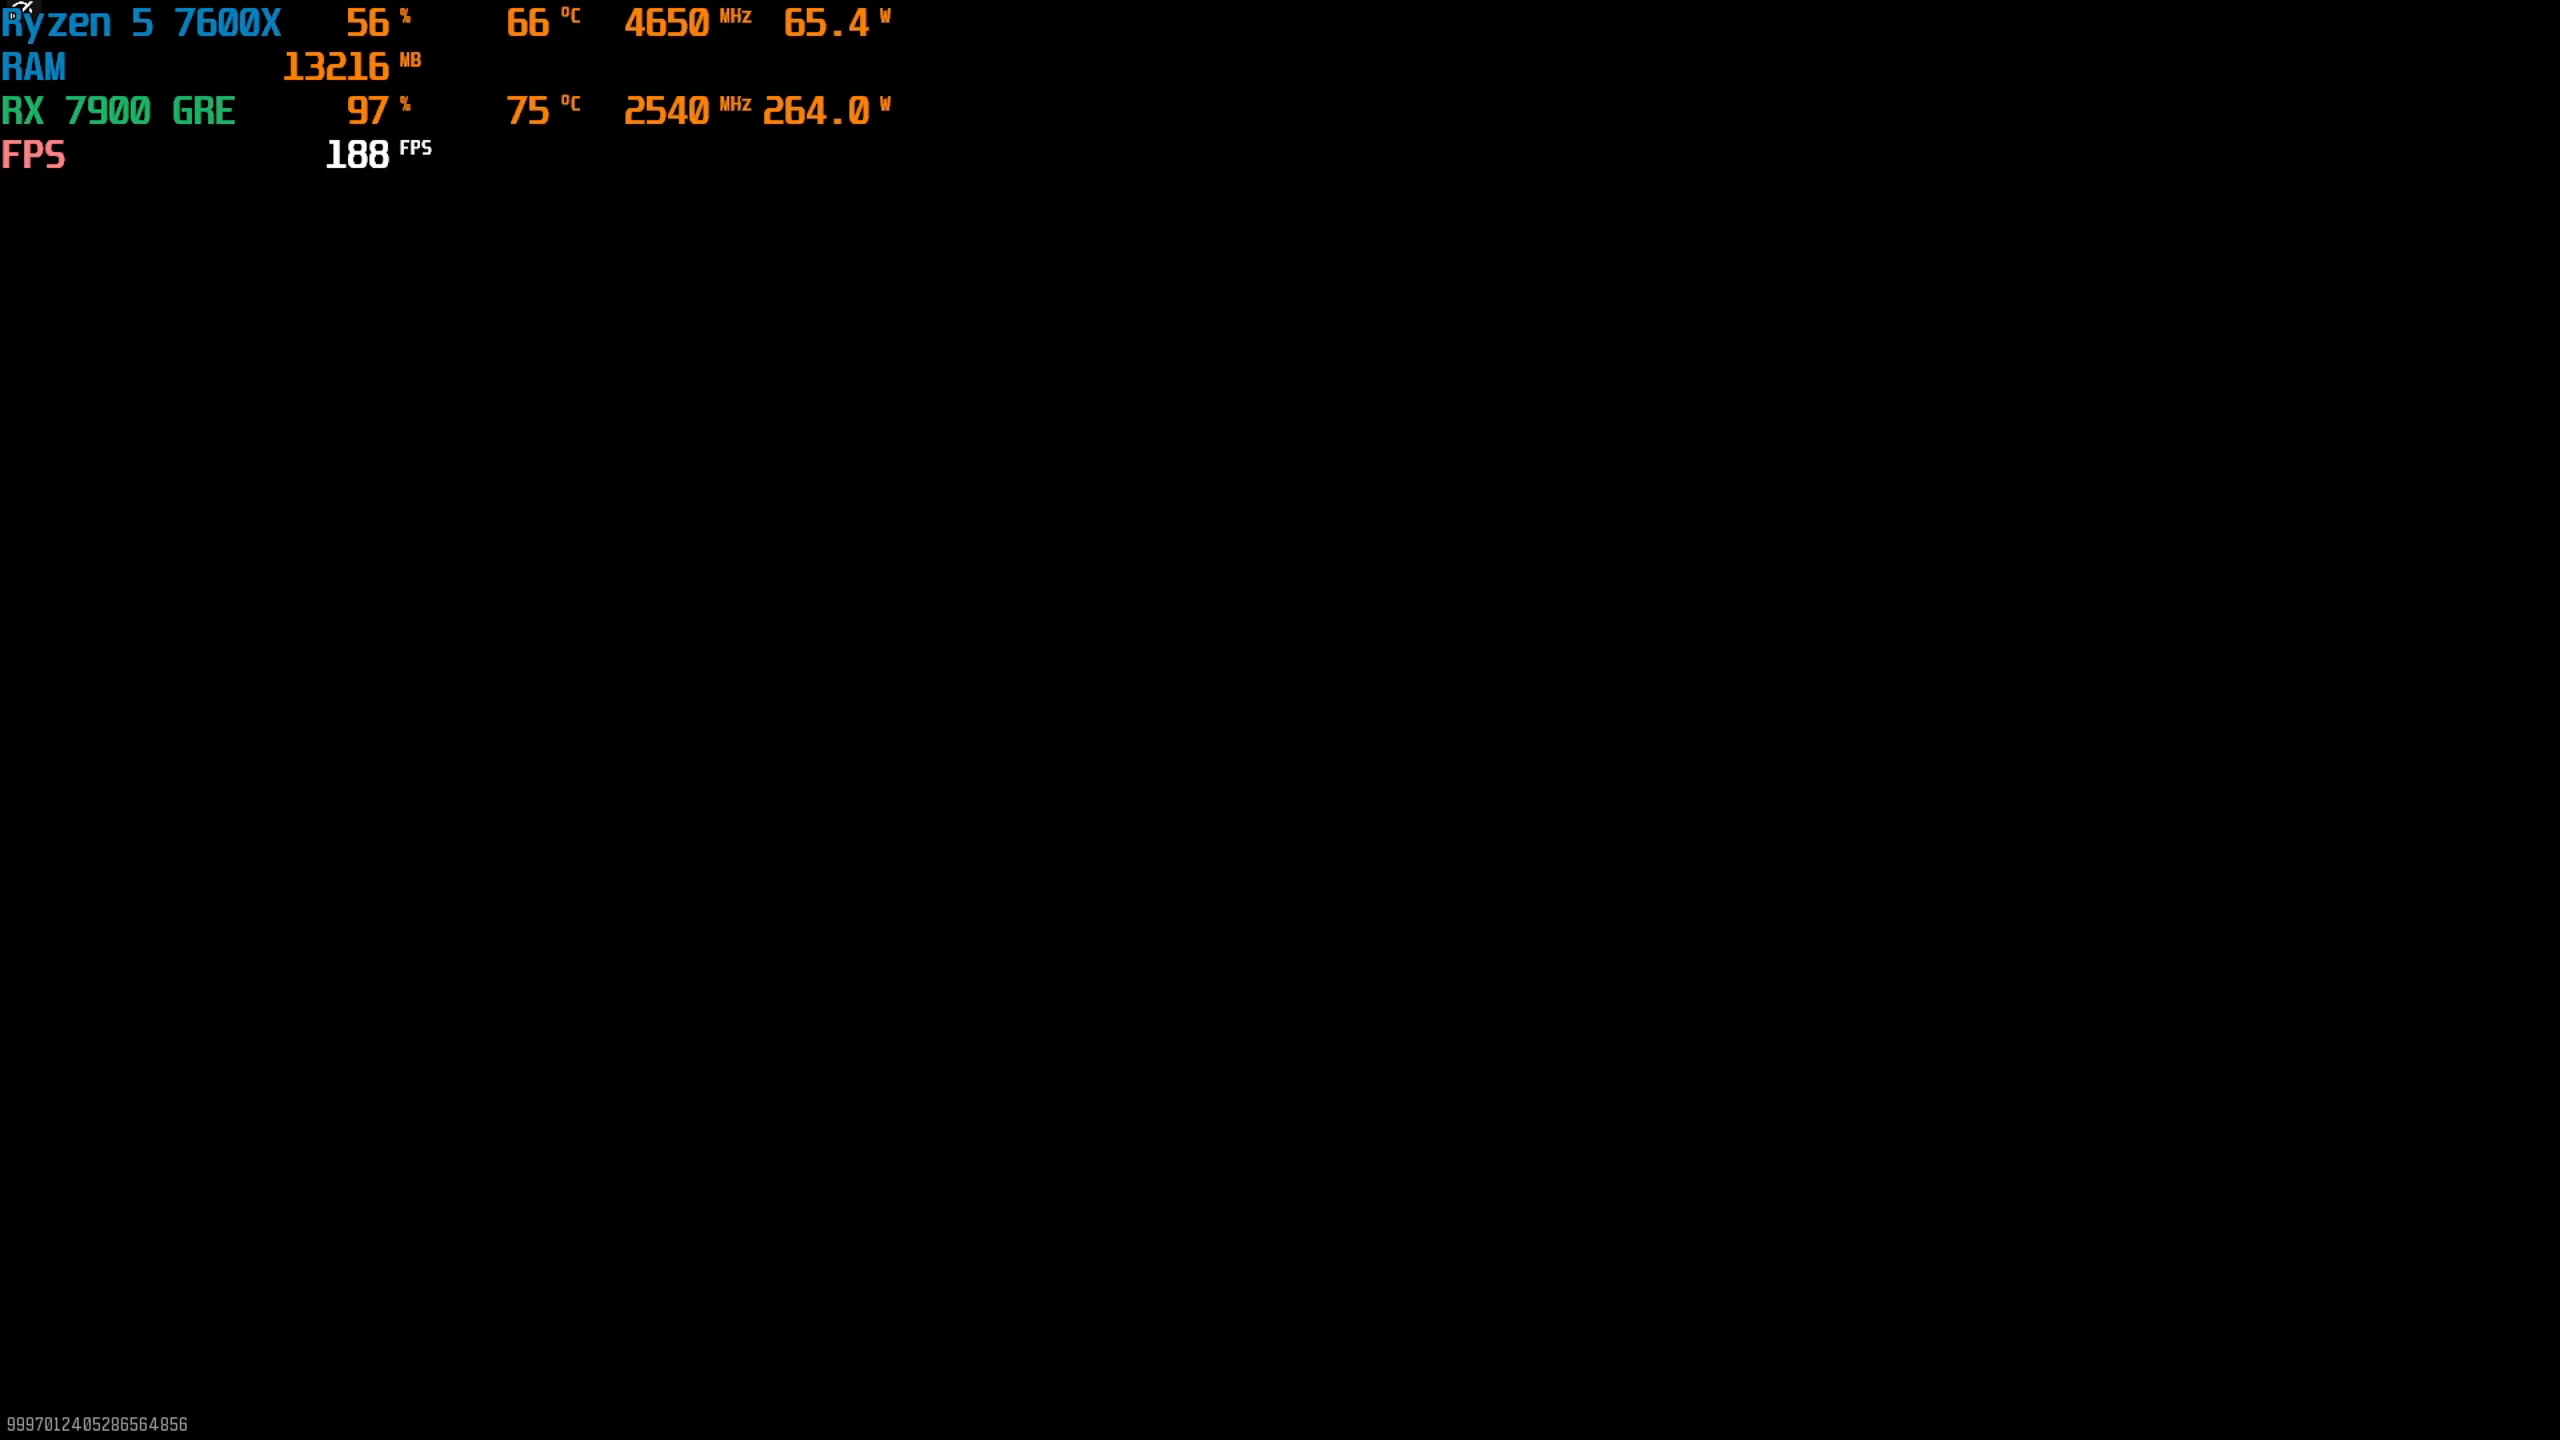 Ryzen 5 7600X 56 % 66 °C 4650 MHz 65.4 W
RAM 13216 MB
RX 7900 GRE 97 % 75 °C 2540 MHz 264.0 W
FPS 188 FPS
9997012405286564856